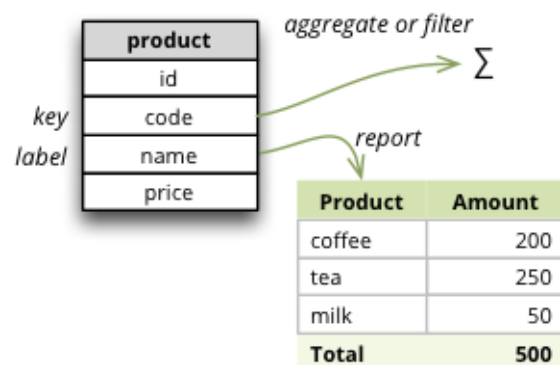 aggregate or filter
product
Σ
id
key
code
label
name
report
price
Product Amount
coffee 200
tea 250
milk 50
Total 500